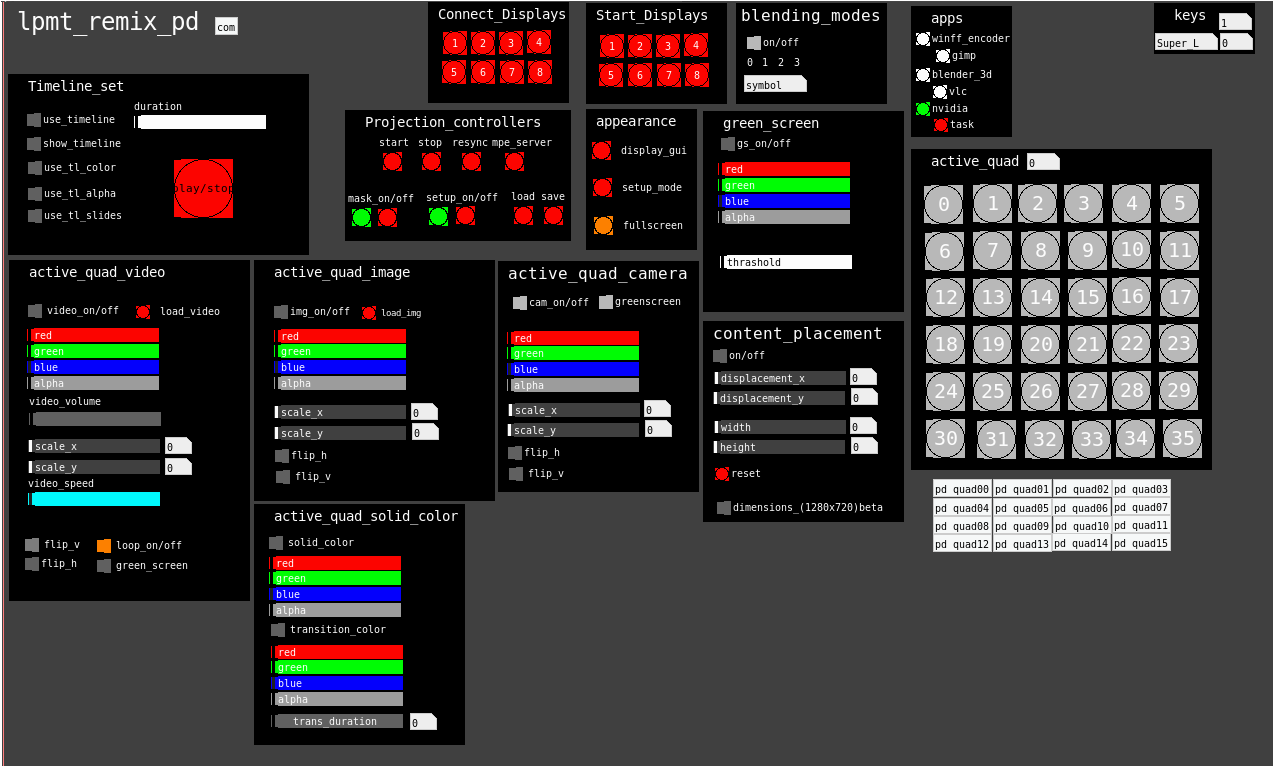 lpmt_remix_pd com
Connect_Displays
1 2 3 4
5 6 7 8
Start_Displays
1 2 3 4
5 6 7 8
blending_modes
on/off
0 1 2 3
symbol
apps
winff_encoder
gimp
blender_3d
vlc
nvidia
task
keys 1
Super_L 0
Timeline_set
duration
use_timeline
show_timeline
use_tl_color
use_tl_alpha
use_tl_slides
play/stop
Projection_controllers
start stop resync mpe_server
mask_on/off setup_on/off load save
appearance
display_gui
setup_mode
fullscreen
green_screen
gs_on/off
red
green
blue
alpha
thrashold
active_quad 0
0 1 2 3 4 5
6 7 8 9 10 11
12 13 14 15 16 17
18 19 20 21 22 23
24 25 26 27 28 29
30 31 32 33 34 35
active_quad_video
video_on/off load_video
red
green
blue
alpha
video_volume
scale_x 0
scale_y 0
video_speed
flip_v loop_on/off
flip_h green_screen
active_quad_image
img_on/off load_img
red
green
blue
alpha
scale_x 0
scale_y 0
flip_h
flip_v
active_quad_camera
cam_on/off greenscreen
red
green
blue
alpha
scale_x 0
scale_y 0
flip_h
flip_v
content_placement
on/off
displacement_x 0
displacement_y 0
width 0
height 0
reset
dimensions_(1280x720)beta
pd quad00 pd quad01 pd quad02 pd quad03
pd quad04 pd quad05 pd quad06 pd quad07
pd quad08 pd quad09 pd quad10 pd quad11
pd quad12 pd quad13 pd quad14 pd quad15
active_quad_solid_color
solid_color
red
green
blue
alpha
transition_color
red
green
blue
alpha
trans_duration 0